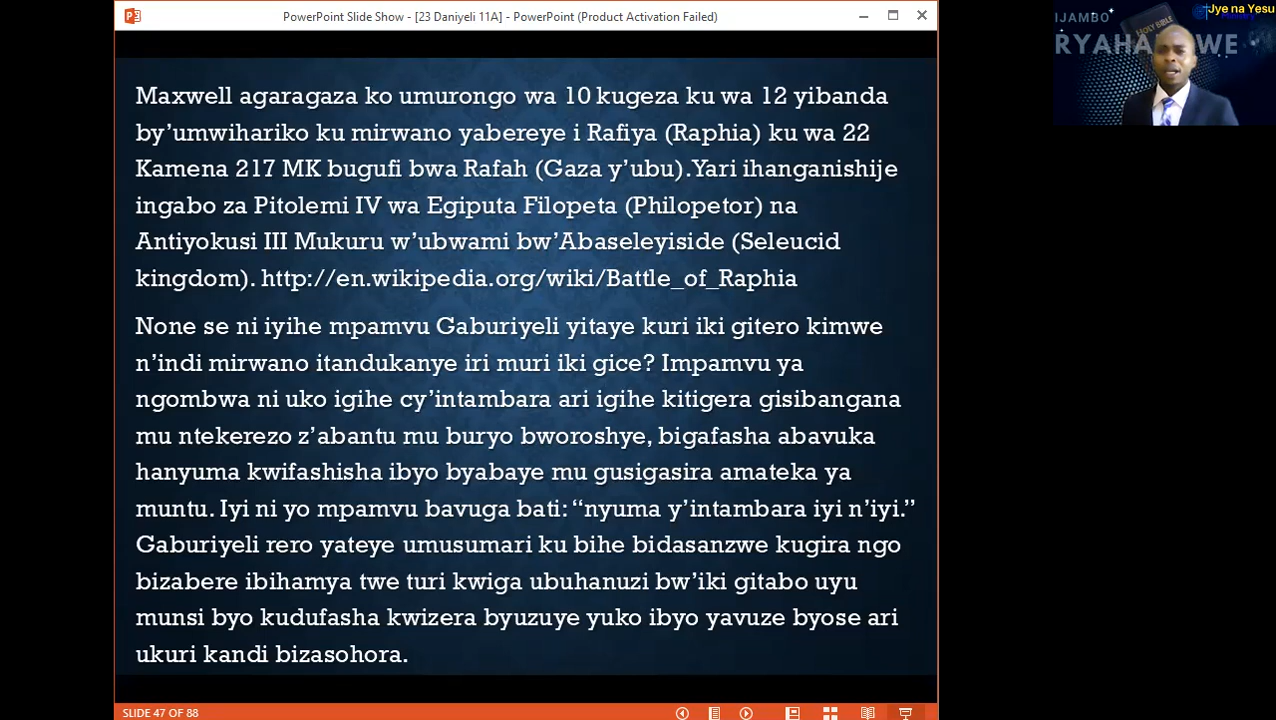 PowerPoint Slide Show - [23 Daniyeli 11A] - PowerPoint (Product Activation Failed)
Maxwell agaragaza ko umurongo wa 10 kugeza ku wa 12 yibanda
by’umwihariko ku mirwano yabereye i Rafiya (Raphia) ku wa 22
Kamena 217 MK bugufi bwa Rafah (Gaza y’ubu).Yari ihanganishije
ingabo za Pitolemi IV wa Egiputa Filopeta (Philopetor) na
Antiyokusi III Mukuru w’ubwami bw’Abaseleyiside (Seleucid
kingdom). http://en.wikipedia.org/wiki/Battle_of_Raphia
None se ni iyihe mpamvu Gaburiyeli yitaye kuri iki gitero kimwe
n’indi mirwano itandukanye iri muri iki gice? Impamvu ya
ngombwa ni uko igihe cy’intambara ari igihe kitigera gisibangana
mu ntekerezo z’abantu mu buryo bworoshye, bigafasha abavuka
hanyuma kwifashisha ibyo byabaye mu gusigasira amateka ya
muntu. Iyi ni yo mpamvu bavuga bati: “nyuma y’intambara iyi n’iyi.”
Gaburiyeli rero yateye umusumari ku bihe bidasanzwe kugira ngo
bizabere ibihamya twe turi kwiga ubuhanuzi bw’iki gitabo uyu
munsi byo kudufasha kwizera byuzuye yuko ibyo yavuze byose ari
ukuri kandi bizasohora.
SLIDE 47 OF 88
Jye na Yesu
Ministry
IJAMBO
HOLY BIBLE